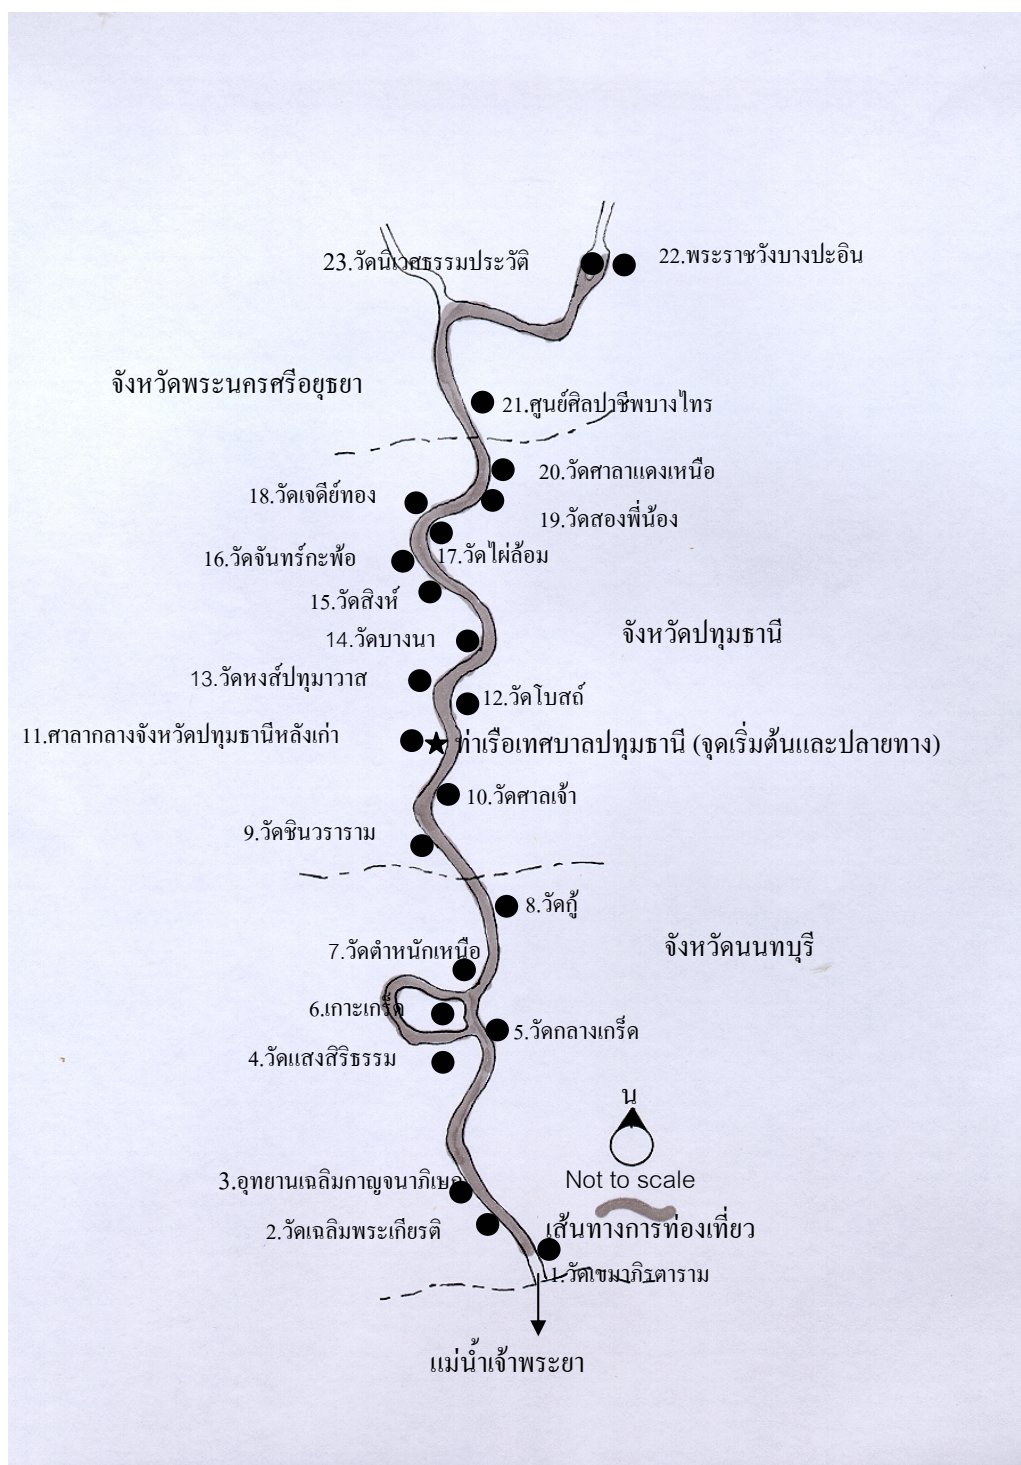 23.วัดนิเวศธรรมประวัติ
22.พระราชวังบางปะอิน
จังหวัดพระนครศรีอยุธยา
21.ศูนย์ศิลปาชีพบางไทร
20.วัดศาลาแดงเหนือ
18.วัดเจดีย์ทอง
19.วัดสองพี่น้อง
17.วัดไผ่ล้อม
16.วัดจันทร์กะพ้อ
15.วัดสิงห์
จังหวัดปทุมธานี
14.วัดบางนา
13.วัดหงส์ปทุมาวาส
12.วัดโบสถ์
11.ศาลากลางจังหวัดปทุมธานีหลังเก่า
ท่าเรือเทศบาลปทุมธานี (จุดเริ่มต้นและปลายทาง)
10.วัดศาลเจ้า
9.วัดชินวราราม
8.วัดกู้
จังหวัดนนทบุรี
7.วัดตำหนักเหนือ
6.เกาะเกร็ด
5.วัดกลางเกร็ด
4.วัดแสงสิริธรรม
น
Not to scale
3.อุทยานเฉลิมกาญจนาภิเษก
เส้นทางการท่องเที่ยว
2.วัดเฉลิมพระเกียรติ
1.วัดเขมาภิรตาราม
แม่น้ำเจ้าพระยา